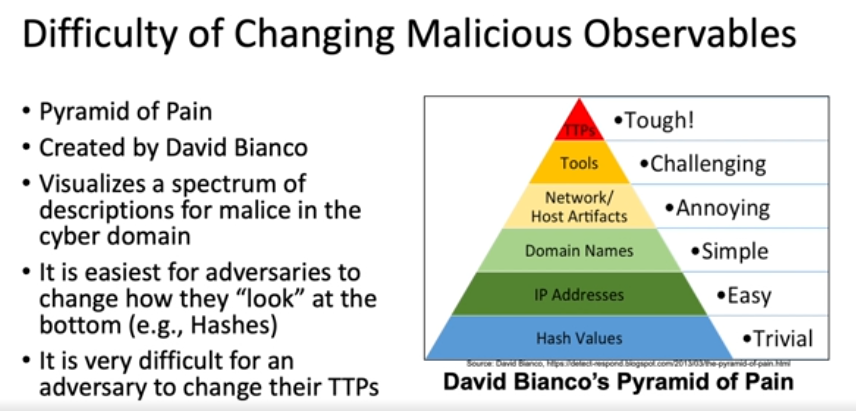 Difficulty of Changing Malicious Observables
• Pyramid of Pain
• Created by David Bianco
• Visualizes a spectrum of
descriptions for malice in the
cyber domain
• It is easiest for adversaries to
change how they “look” at the
bottom (e.g., Hashes)
• It is very difficult for an
adversary to change their TTPs
TTPs
•Tough!
Tools
•Challenging
Network/
Host Artifacts
•Annoying
Domain Names
•Simple
IP Addresses
•Easy
Hash Values
•Trivial
Source: David Bianco, https://detect-respond.blogspot.com/2013/03/the-pyramid-of-pain.html
David Bianco’s Pyramid of Pain